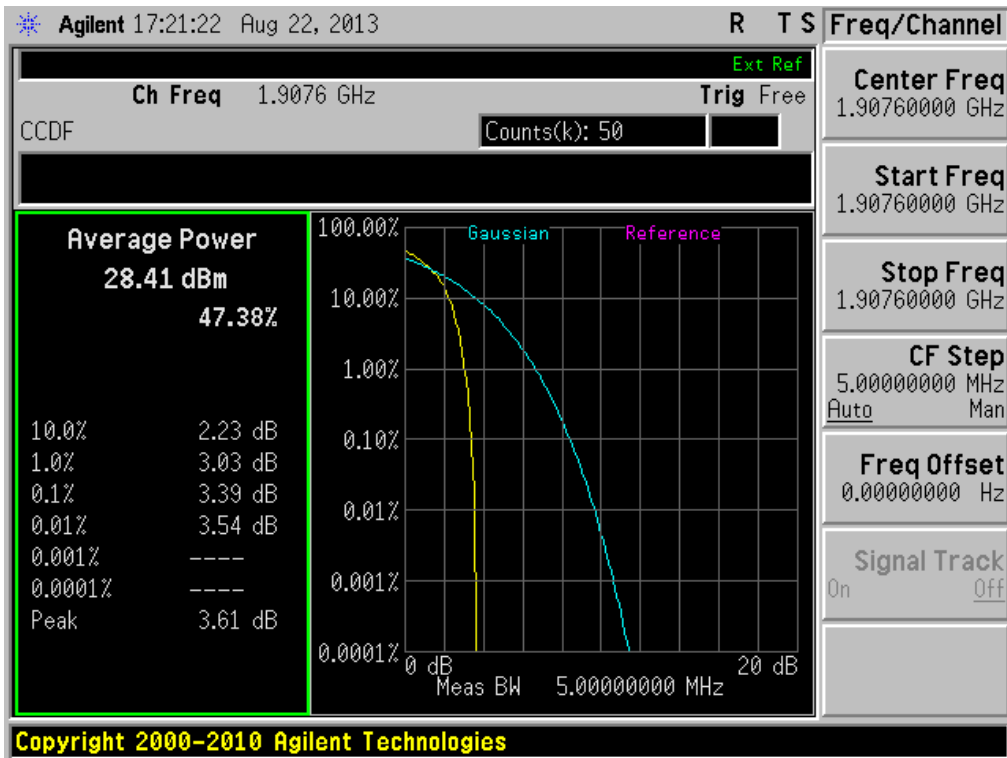 Agilent 17:21:22 Aug 22, 2013 R T S
Ext Ref
Ch Freq 1.9076 GHz Trig Free
CCDF
Counts(k): 50
Average Power
28.41 dBm
47.38%
10.0% 2.23 dB
1.0% 3.03 dB
0.1% 3.39 dB
0.01% 3.54 dB
0.001% ----
0.0001% ----
Peak 3.61 dB
Gaussian Reference
100.00%
10.00%
1.00%
0.10%
0.01%
0.001%
0.0001%
0 dB 20 dB
Meas BW 5.00000000 MHz
Freq/Channel
Center Freq
1.90760000 GHz
Start Freq
1.90760000 GHz
Stop Freq
1.90760000 GHz
CF Step
5.00000000 MHz
Auto Man
Freq Offset
0.00000000 Hz
Signal Track
On Off
Copyright 2000-2010 Agilent Technologies